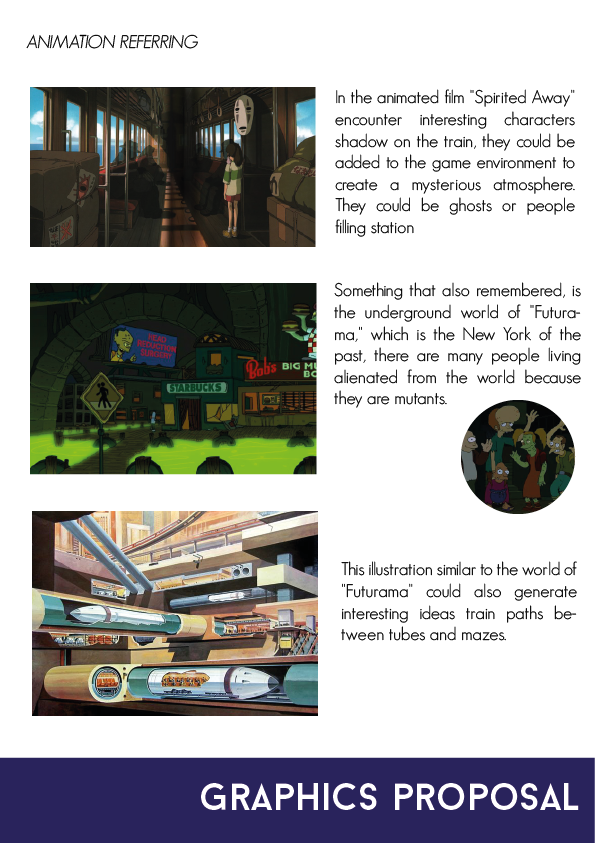 ANIMATION REFERRING
In the animated film "Spirited Away"
encounter interesting characters
shadow on the train, they could be
added to the game environment to
create a mysterious atmosphere.
They could be ghosts or people
filling station
HEAD
REDUCTION
SURGERY
STARBUCKS
Bob's BIG MU
BO
Something that also remembered, is
the underground world of "Futura-
ma," which is the New York of the
past, there are many people living
alienated from the world because
they are mutants.
This illustration similar to the world of
"Futurama" could also generate
interesting ideas train paths be-
tween tubes and mazes.
GRAPHICS PROPOSAL